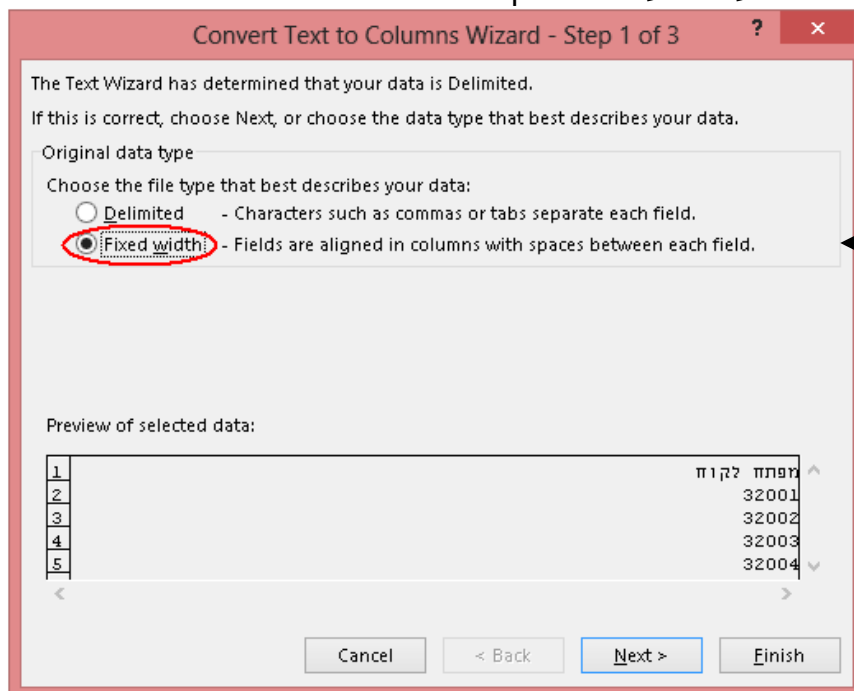 Convert Text to Columns Wizard - Step 1 of 3 ? ×
The Text Wizard has determined that your data is Delimited.
If this is correct, choose Next, or choose the data type that best describes your data.
Original data type
Choose the file type that best describes your data:
Delimited - Characters such as commas or tabs separate each field.
Fixed width - Fields are aligned in columns with spaces between each field.
Preview of selected data:
1 מפתח לקוח
2 32001
3 32002
4 32003
5 32004
Cancel < Back Next > Finish